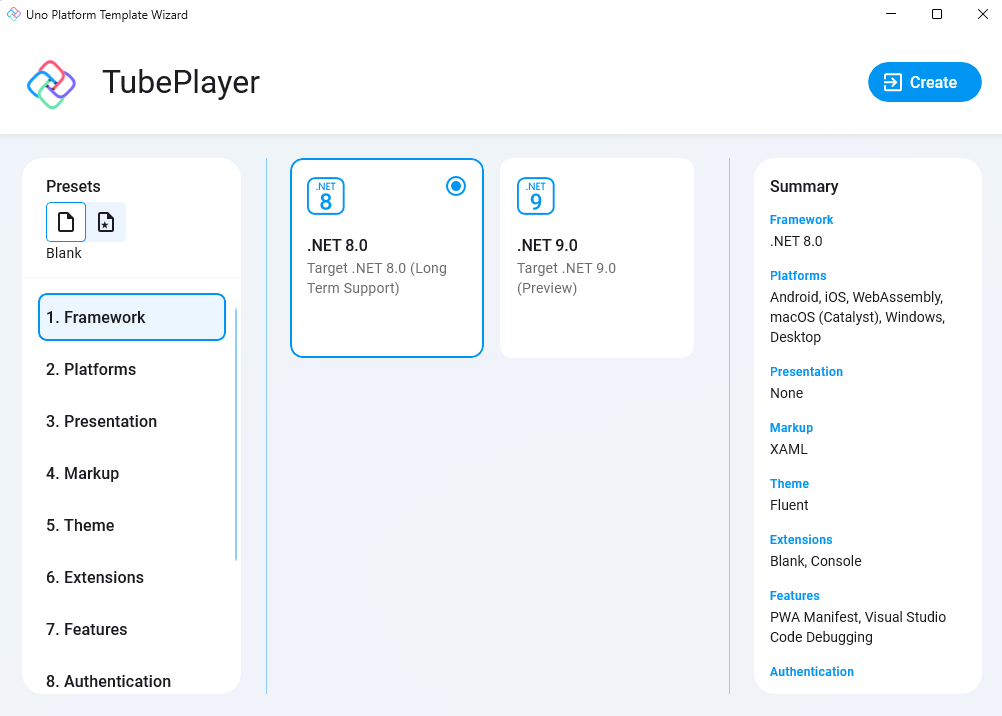 Uno Platform Template Wizard
TubePlayer
Create
Presets
Blank
1. Framework
2. Platforms
3. Presentation
4. Markup
5. Theme
6. Extensions
7. Features
8. Authentication
.NET
8
.NET 8.0
Target .NET 8.0 (Long
Term Support)
.NET
9
.NET 9.0
Target .NET 9.0
(Preview)
Summary
Framework
.NET 8.0
Platforms
Android, iOS, WebAssembly,
macOS (Catalyst), Windows,
Desktop
Presentation
None
Markup
XAML
Theme
Fluent
Extensions
Blank, Console
Features
PWA Manifest, Visual Studio
Code Debugging
Authentication